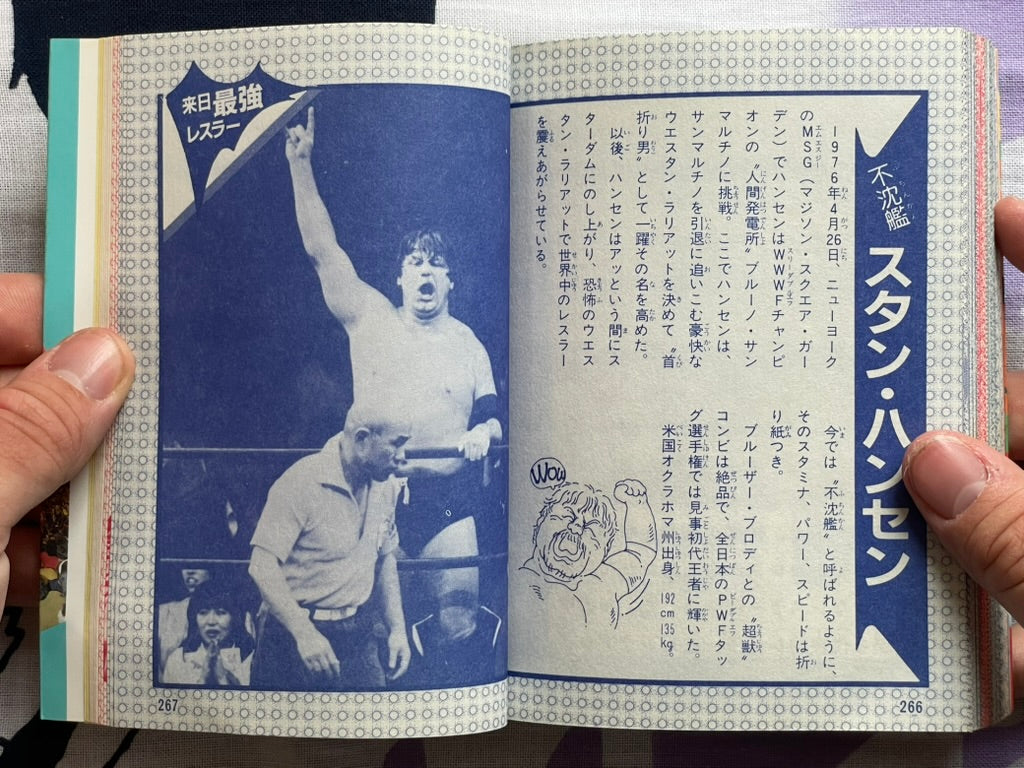 不沈艦
スタン・ハンセン
1976年4月26日、ニューヨーク
のMSG(マジソン・スクエア・ガー
デン)でハンセンはWWWFチャンピ
オンの〝人間発電所〟ブルーノ・サン
マルチノに挑戦。ここでハンセンは、
サンマルチノを引退に追いこむ豪快な
ウエスタン・ラリアットを決めて〝首
折り男〟として一躍その名を高めた。
以後、ハンセンはアッという間にス
ターダムにのし上がり、恐怖のウエス
タン・ラリアットで世界中のレスラー
を震えあがらせている。
今では〝不沈艦〟と呼ばれるように、
そのスタミナ、パワー、スピードは折
り紙つき。
ブルーザー・ブロディとの〝超獣〟
コンビは絶品で、全日本のPWFタッ
グ選手権では見事初代王者に輝いた。
米国オクラホマ州出身。192cm135kg。
Wow
266
来日最強
レスラー
267